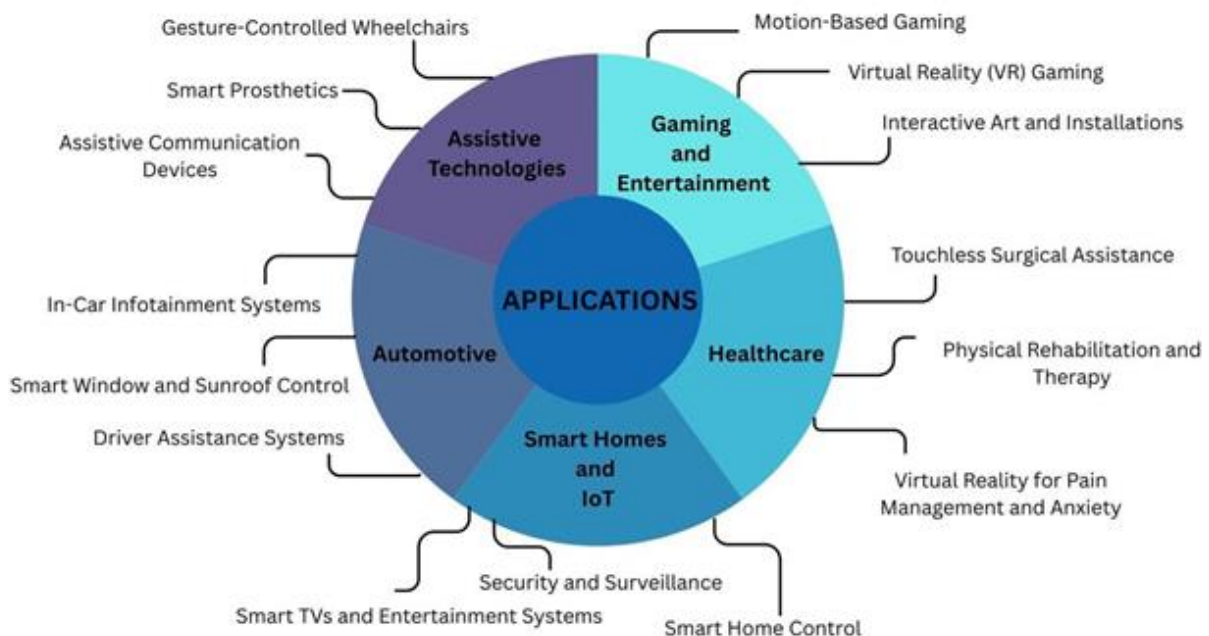 Gesture-Controlled Wheelchairs
Motion-Based Gaming
Smart Prosthetics
Virtual Reality (VR) Gaming
Assistive Communication
Devices
Interactive Art and Installations
Assistive
Technologies
Gaming
and
Entertainment
In-Car Infotainment Systems
Touchless Surgical Assistance
APPLICATIONS
Automotive
Healthcare
Smart Window and Sunroof Control
Physical Rehabilitation and
Therapy
Driver Assistance Systems
Smart Homes
and
IoT
Virtual Reality for Pain
Management and Anxiety
Security and Surveillance
Smart TVs and Entertainment Systems
Smart Home Control